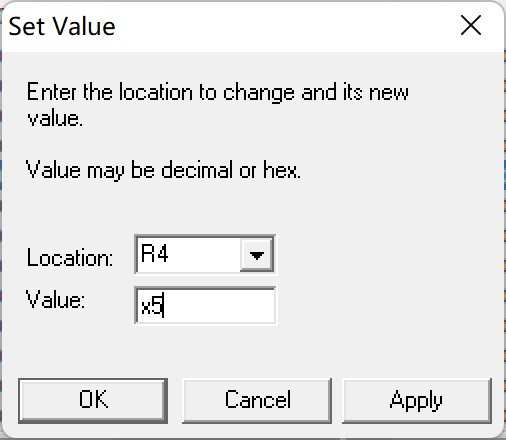 Set Value
Enter the location to change and its new
value.
Value may be decimal or hex.
Location: R4
Value: x5
OK Cancel Apply